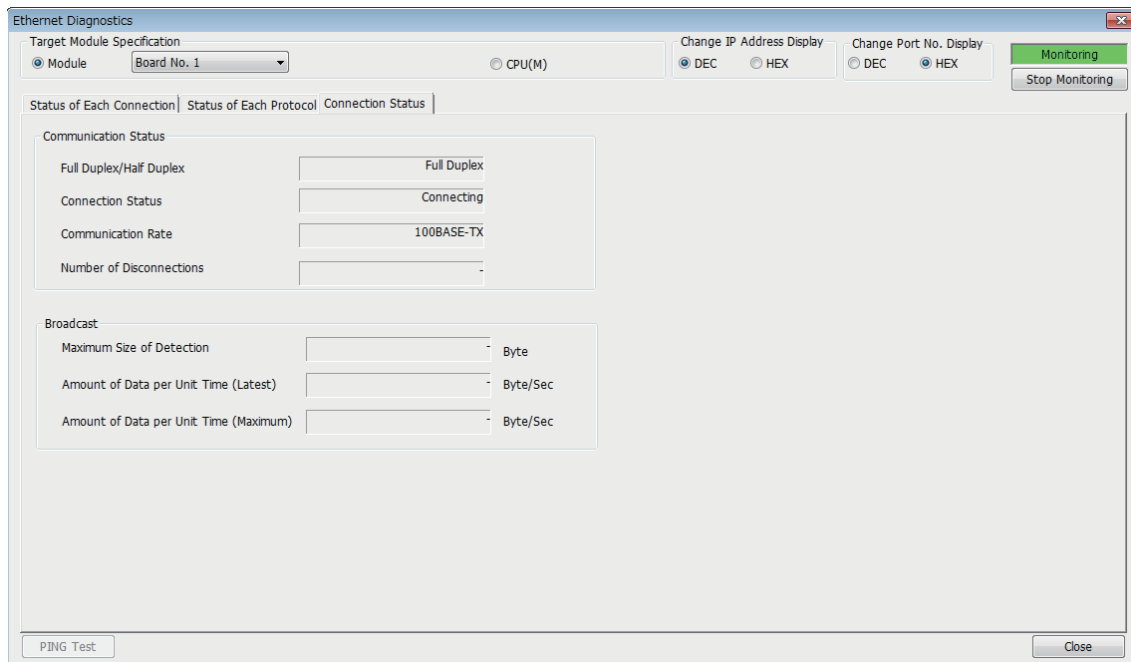 Ethernet Diagnostics
Target Module Specification
Module Board No. 1 CPU(M)
Change IP Address Display
DEC HEX
Change Port No. Display
DEC HEX
Monitoring
Stop Monitoring
Status of Each Connection Status of Each Protocol Connection Status
Communication Status
Full Duplex/Half Duplex Full Duplex
Connection Status Connecting
Communication Rate 100BASE-TX
Number of Disconnections -
Broadcast
Maximum Size of Detection - Byte
Amount of Data per Unit Time (Latest) - Byte/Sec
Amount of Data per Unit Time (Maximum) - Byte/Sec
PING Test Close